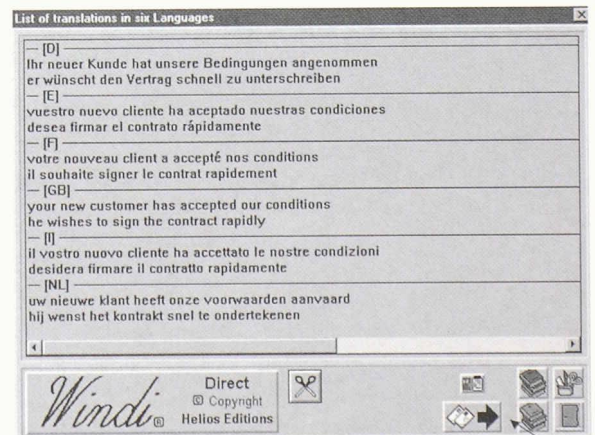 List of translations in six Languages
[D]
Ihr neuer Kunde hat unsere Bedingungen angenommen
er wünscht den Vertrag schnell zu unterschreiben
[E]
vuestro nuevo cliente ha aceptado nuestras condiciones
desea firmar el contrato rápidamente
[F]
votre nouveau client a accepté nos conditions
il souhaite signer le contrat rapidement
[GB]
your new customer has accepted our conditions
he wishes to sign the contract rapidly
[I]
il vostro nuovo cliente ha accettato le nostre condizioni
desidera firmare il contratto rapidamente
[NL]
uw nieuwe klant heeft onze voorwaarden aanvaard
hij wenst het kontrakt snel te ondertekenen
Windi®
Direct
© Copyright
Helios Editions